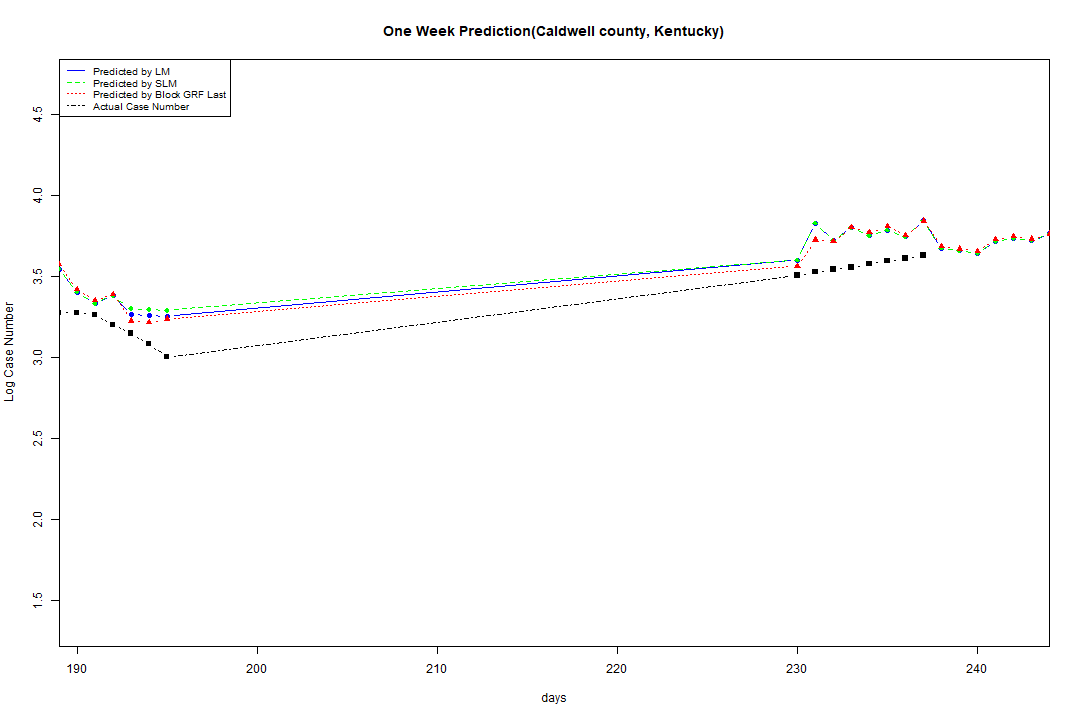 One Week Prediction(Caldwell county, Kentucky)
Predicted by LM
Predicted by SLM
Predicted by Block GRF Last
Actual Case Number
4.5
4.0
3.5
3.0
2.5
2.0
1.5
Log Case Number
190 200 210 220 230 240
days